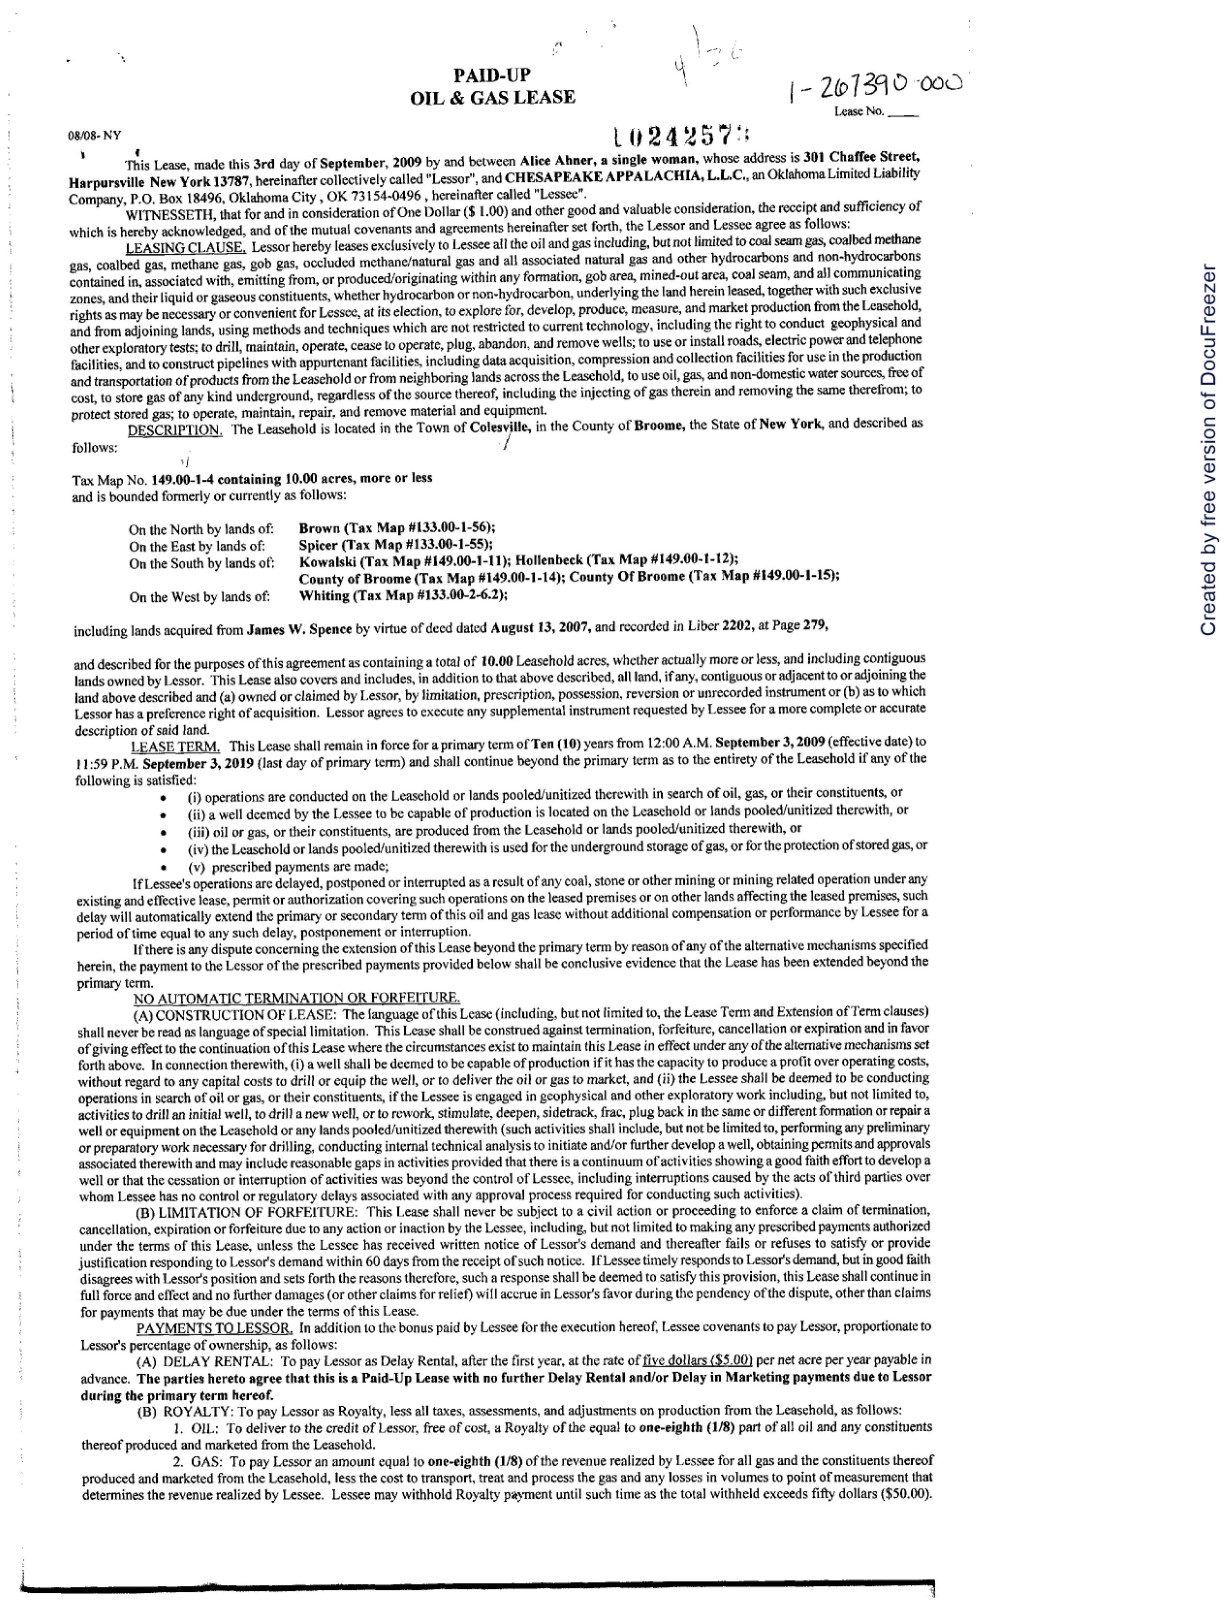 PAID-UP
OIL & GAS LEASE
1-267390-000
Lease No. ____
08/08- NY
This Lease, made this 3rd day of September, 2009 by and between Alice Ahner, a single woman, whose address is 301 Chaffee Street,
Harpursville New York 13787, hereinafter collectively called "Lessor", and CHESAPEAKE APPALACHIA, L.L.C., an Oklahoma Limited Liability
Company, P.O. Box 18496, Oklahoma City , OK 73154-0496 , hereinafter called "Lessee".
WITNESSETH, that for and in consideration of One Dollar ($ 1.00) and other good and valuable consideration, the receipt and sufficiency of
which is hereby acknowledged, and of the mutual covenants and agreements hereinafter set forth, the Lessor and Lessee agree as follows:
LEASING CLAUSE. Lessor hereby leases exclusively to Lessee all the oil and gas including, but not limited to coal seam gas, coalbed methane
gas, coalbed gas, methane gas, gob gas, occluded methane/natural gas and all associated natural gas and other hydrocarbons and non-hydrocarbons
contained in, associated with, emitting from, or produced/originating within any formation, gob area, mined-out area, coal seam, and all communicating
zones, and their liquid or gaseous constituents, whether hydrocarbon or non-hydrocarbon, underlying the land herein leased, together with such exclusive
rights as may be necessary or convenient for Lessee, at its election, to explore for, develop, produce, measure, and market production from the Leasehold,
and from adjoining lands, using methods and techniques which are not restricted to current technology, including the right to conduct geophysical and
other exploratory tests; to drill, maintain, operate, cease to operate, plug, abandon, and remove wells; to use or install roads, electric power and telephone
facilities, and to construct pipelines with appurtenant facilities, including data acquisition, compression and collection facilities for use in the production
and transportation of products from the Leasehold or from neighboring lands across the Leasehold, to use oil, gas, and non-domestic water sources, free of
cost, to store gas of any kind underground, regardless of the source thereof, including the injecting of gas therein and removing the same therefrom; to
protect stored gas; to operate, maintain, repair, and remove material and equipment.
DESCRIPTION. The Leasehold is located in the Town of Colesville, in the County of Broome, the State of New York, and described as
follows:
Tax Map No. 149.00-1-4 containing 10.00 acres, more or less
and is bounded formerly or currently as follows:
On the North by lands of: Brown (Tax Map #133.00-1-56);
On the East by lands of: Spicer (Tax Map #133.00-1-55);
On the South by lands of: Kowalski (Tax Map #149.00-1-11); Hollenbeck (Tax Map #149.00-1-12);
County of Broome (Tax Map #149.00-1-14); County Of Broome (Tax Map #149.00-1-15);
On the West by lands of: Whiting (Tax Map #133.00-2-6.2);
including lands acquired from James W. Spence by virtue of deed dated August 13, 2007, and recorded in Liber 2202, at Page 279,
and described for the purposes of this agreement as containing a total of 10.00 Leasehold acres, whether actually more or less, and including contiguous
lands owned by Lessor. This Lease also covers and includes, in addition to that above described, all land, if any, contiguous or adjacent to or adjoining the
land above described and (a) owned or claimed by Lessor, by limitation, prescription, possession, reversion or unrecorded instrument or (b) as to which
Lessor has a preference right of acquisition. Lessor agrees to execute any supplemental instrument requested by Lessee for a more complete or accurate
description of said land.
LEASE TERM. This Lease shall remain in force for a primary term of Ten (10) years from 12:00 A.M. September 3, 2009 (effective date) to
11:59 P.M. September 3, 2019 (last day of primary term) and shall continue beyond the primary term as to the entirety of the Leasehold if any of the
following is satisfied:
• (i) operations are conducted on the Leasehold or lands pooled/unitized therewith in search of oil, gas, or their constituents, or
• (ii) a well deemed by the Lessee to be capable of production is located on the Leasehold or lands pooled/unitized therewith, or
• (iii) oil or gas, or their constituents, are produced from the Leasehold or lands pooled/unitized therewith, or
• (iv) the Leasehold or lands pooled/unitized therewith is used for the underground storage of gas, or for the protection of stored gas, or
• (v) prescribed payments are made;
If Lessee's operations are delayed, postponed or interrupted as a result of any coal, stone or other mining or mining related operation under any
existing and effective lease, permit or authorization covering such operations on the leased premises or on other lands affecting the leased premises, such
delay will automatically extend the primary or secondary term of this oil and gas lease without additional compensation or performance by Lessee for a
period of time equal to any such delay, postponement or interruption.
If there is any dispute concerning the extension of this Lease beyond the primary term by reason of any of the alternative mechanisms specified
herein, the payment to the Lessor of the prescribed payments provided below shall be conclusive evidence that the Lease has been extended beyond the
primary term.
NO AUTOMATIC TERMINATION OR FORFEITURE.
(A) CONSTRUCTION OF LEASE: The language of this Lease (including, but not limited to, the Lease Term and Extension of Term clauses)
shall never be read as language of special limitation. This Lease shall be construed against termination, forfeiture, cancellation or expiration and in favor
of giving effect to the continuation of this Lease where the circumstances exist to maintain this Lease in effect under any of the alternative mechanisms set
forth above. In connection therewith, (i) a well shall be deemed to be capable of production if it has the capacity to produce a profit over operating costs,
without regard to any capital costs to drill or equip the well, or to deliver the oil or gas to market, and (ii) the Lessee shall be deemed to be conducting
operations in search of oil or gas, or their constituents, if the Lessee is engaged in geophysical and other exploratory work including, but not limited to,
activities to drill an initial well, to drill a new well, or to rework, stimulate, deepen, sidetrack, frac, plug back in the same or different formation or repair a
well or equipment on the Leasehold or any lands pooled/unitized therewith (such activities shall include, but not be limited to, performing any preliminary
or preparatory work necessary for drilling, conducting internal technical analysis to initiate and/or further develop a well, obtaining permits and approvals
associated therewith and may include reasonable gaps in activities provided that there is a continuum of activities showing a good faith effort to develop a
well or that the cessation or interruption of activities was beyond the control of Lessee, including interruptions caused by the acts of third parties over
whom Lessee has no control or regulatory delays associated with any approval process required for conducting such activities).
(B) LIMITATION OF FORFEITURE: This Lease shall never be subject to a civil action or proceeding to enforce a claim of termination,
cancellation, expiration or forfeiture due to any action or inaction by the Lessee, including, but not limited to making any prescribed payments authorized
under the terms of this Lease, unless the Lessee has received written notice of Lessor's demand and thereafter fails or refuses to satisfy or provide
justification responding to Lessor's demand within 60 days from the receipt of such notice. If Lessee timely responds to Lessor's demand, but in good faith
disagrees with Lessor's position and sets forth the reasons therefore, such a response shall be deemed to satisfy this provision, this Lease shall continue in
full force and effect and no further damages (or other claims for relief) will accrue in Lessor's favor during the pendency of the dispute, other than claims
for payments that may be due under the terms of this Lease.
PAYMENTS TO LESSOR. In addition to the bonus paid by Lessee for the execution hereof, Lessee covenants to pay Lessor, proportionate to
Lessor's percentage of ownership, as follows:
(A) DELAY RENTAL: To pay Lessor as Delay Rental, after the first year, at the rate of five dollars ($5.00) per net acre per year payable in
advance. The parties hereto agree that this is a Paid-Up Lease with no further Delay Rental and/or Delay in Marketing payments due to Lessor
during the primary term hereof.
(B) ROYALTY: To pay Lessor as Royalty, less all taxes, assessments, and adjustments on production from the Leasehold, as follows:
1. OIL: To deliver to the credit of Lessor, free of cost, a Royalty of the equal to one-eighth (1/8) part of all oil and any constituents
thereof produced and marketed from the Leasehold.
2. GAS: To pay Lessor an amount equal to one-eighth (1/8) of the revenue realized by Lessee for all gas and the constituents thereof
produced and marketed from the Leasehold, less the cost to transport, treat and process the gas and any losses in volumes to point of measurement that
determines the revenue realized by Lessee. Lessee may withhold Royalty payment until such time as the total withheld exceeds fifty dollars ($50.00).
Created by free version of DocuFreezer